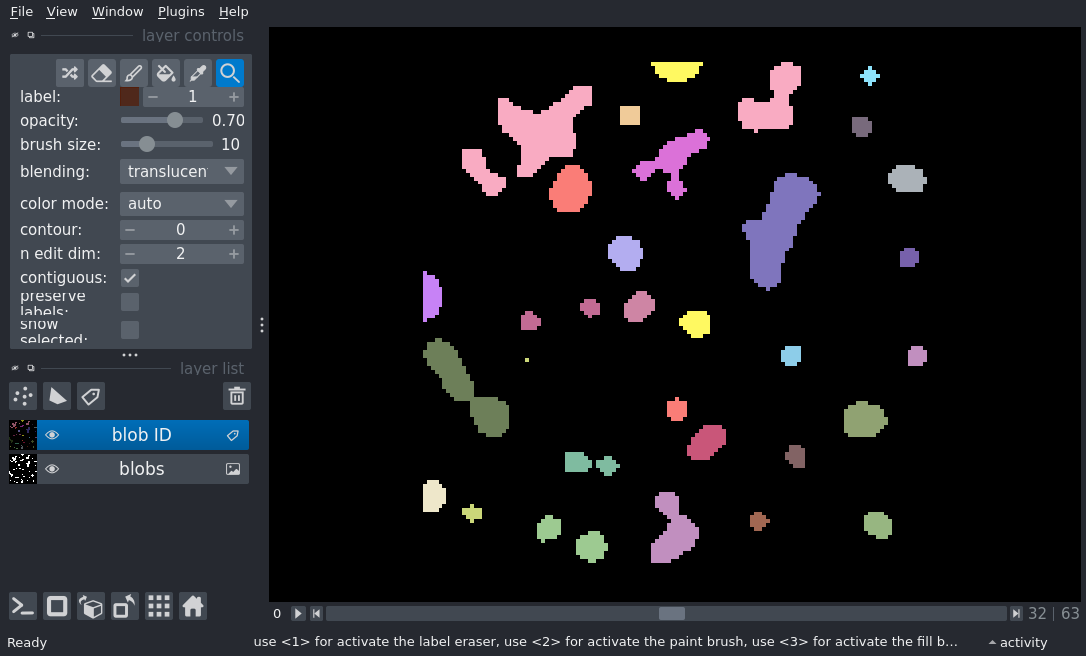 File View Window Plugins Help
layer controls
label: − 1 +
opacity: 0.70
brush size: 10
blending: translucen
color mode: auto
contour: − 0 +
n edit dim: − 2 +
contiguous:
preserve
labels:
show
selected:
layer list
blob ID
blobs
0 32 | 63
Ready use <1> for activate the label eraser, use <2> for activate the paint brush, use <3> for activate the fill b... activity